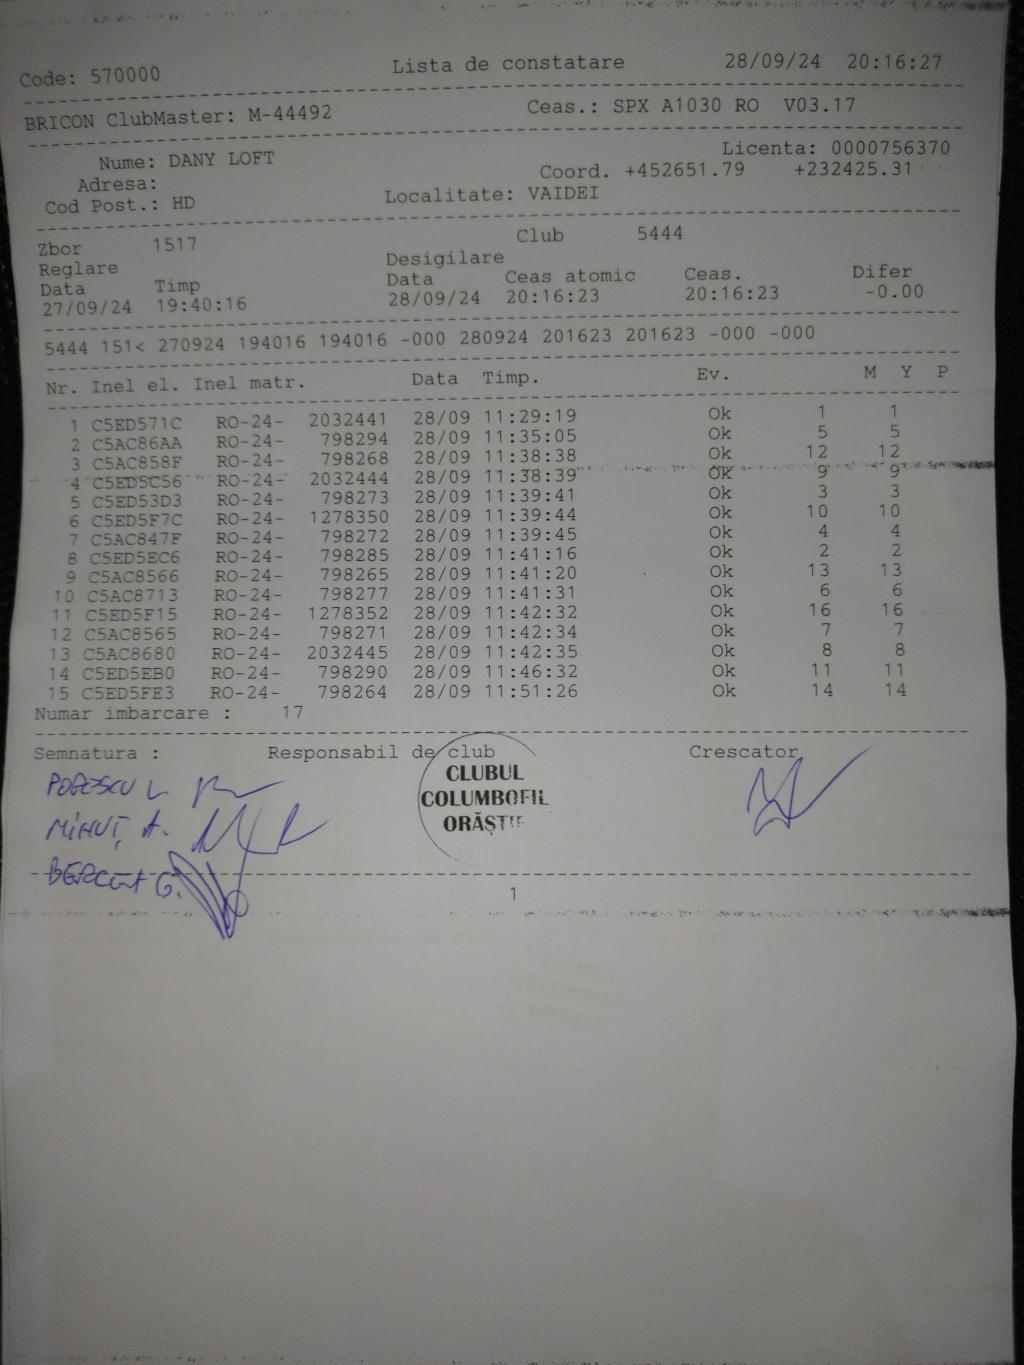 Code: 570000 Lista de constatare 28/09/24 20:16:27
BRICON ClubMaster: M-44492 Ceas.: SPX A1030 RO V03.17
Nume: DANY LOFT Licenta: 0000756370
Adresa: Coord. +452651.79 +232425.31
Cod Post.: HD Localitate: VAIDEI
Zbor 1517 Club 5444
Reglare Desigilare
Data Timp Data Ceas atomic Ceas. Difer
27/09/24 19:40:16 28/09/24 20:16:23 20:16:23 -0.00
5444 151< 270924 194016 194016 -000 280924 201623 201623 -000 -000
Nr. Inel el. Inel matr. Data Timp. Ev. M Y P
1 C5ED571C RO-24- 2032441 28/09 11:29:19 Ok 1 1
2 C5AC86AA RO-24- 798294 28/09 11:35:05 Ok 5 5
3 C5AC858F RO-24- 798268 28/09 11:38:38 Ok 12 12
4 C5ED5C56 RO-24- 2032444 28/09 11:38:39 Ok 9 9
5 C5ED53D3 RO-24- 798273 28/09 11:39:41 Ok 3 3
6 C5ED5F7C RO-24- 1278350 28/09 11:39:44 Ok 10 10
7 C5AC847F RO-24- 798272 28/09 11:39:45 Ok 4 4
8 C5ED5EC6 RO-24- 798285 28/09 11:41:16 Ok 2 2
9 C5AC8566 RO-24- 798265 28/09 11:41:20 Ok 13 13
10 C5AC8713 RO-24- 798277 28/09 11:41:31 Ok 6 6
11 C5ED5F15 RO-24- 1278352 28/09 11:42:32 Ok 16 16
12 C5AC8565 RO-24- 798271 28/09 11:42:34 Ok 7 7
13 C5AC8680 RO-24- 2032445 28/09 11:42:35 Ok 8 8
14 C5ED5EB0 RO-24- 798290 28/09 11:46:32 Ok 11 11
15 C5ED5FE3 RO-24- 798264 28/09 11:51:26 Ok 14 14
Numar imbarcare : 17
Semnatura : Responsabil de club Crescator
CLUBUL
COLUMBOFIL
ORĂȘTIE
POPESCU L.
MIHUȚ A.
G.
1